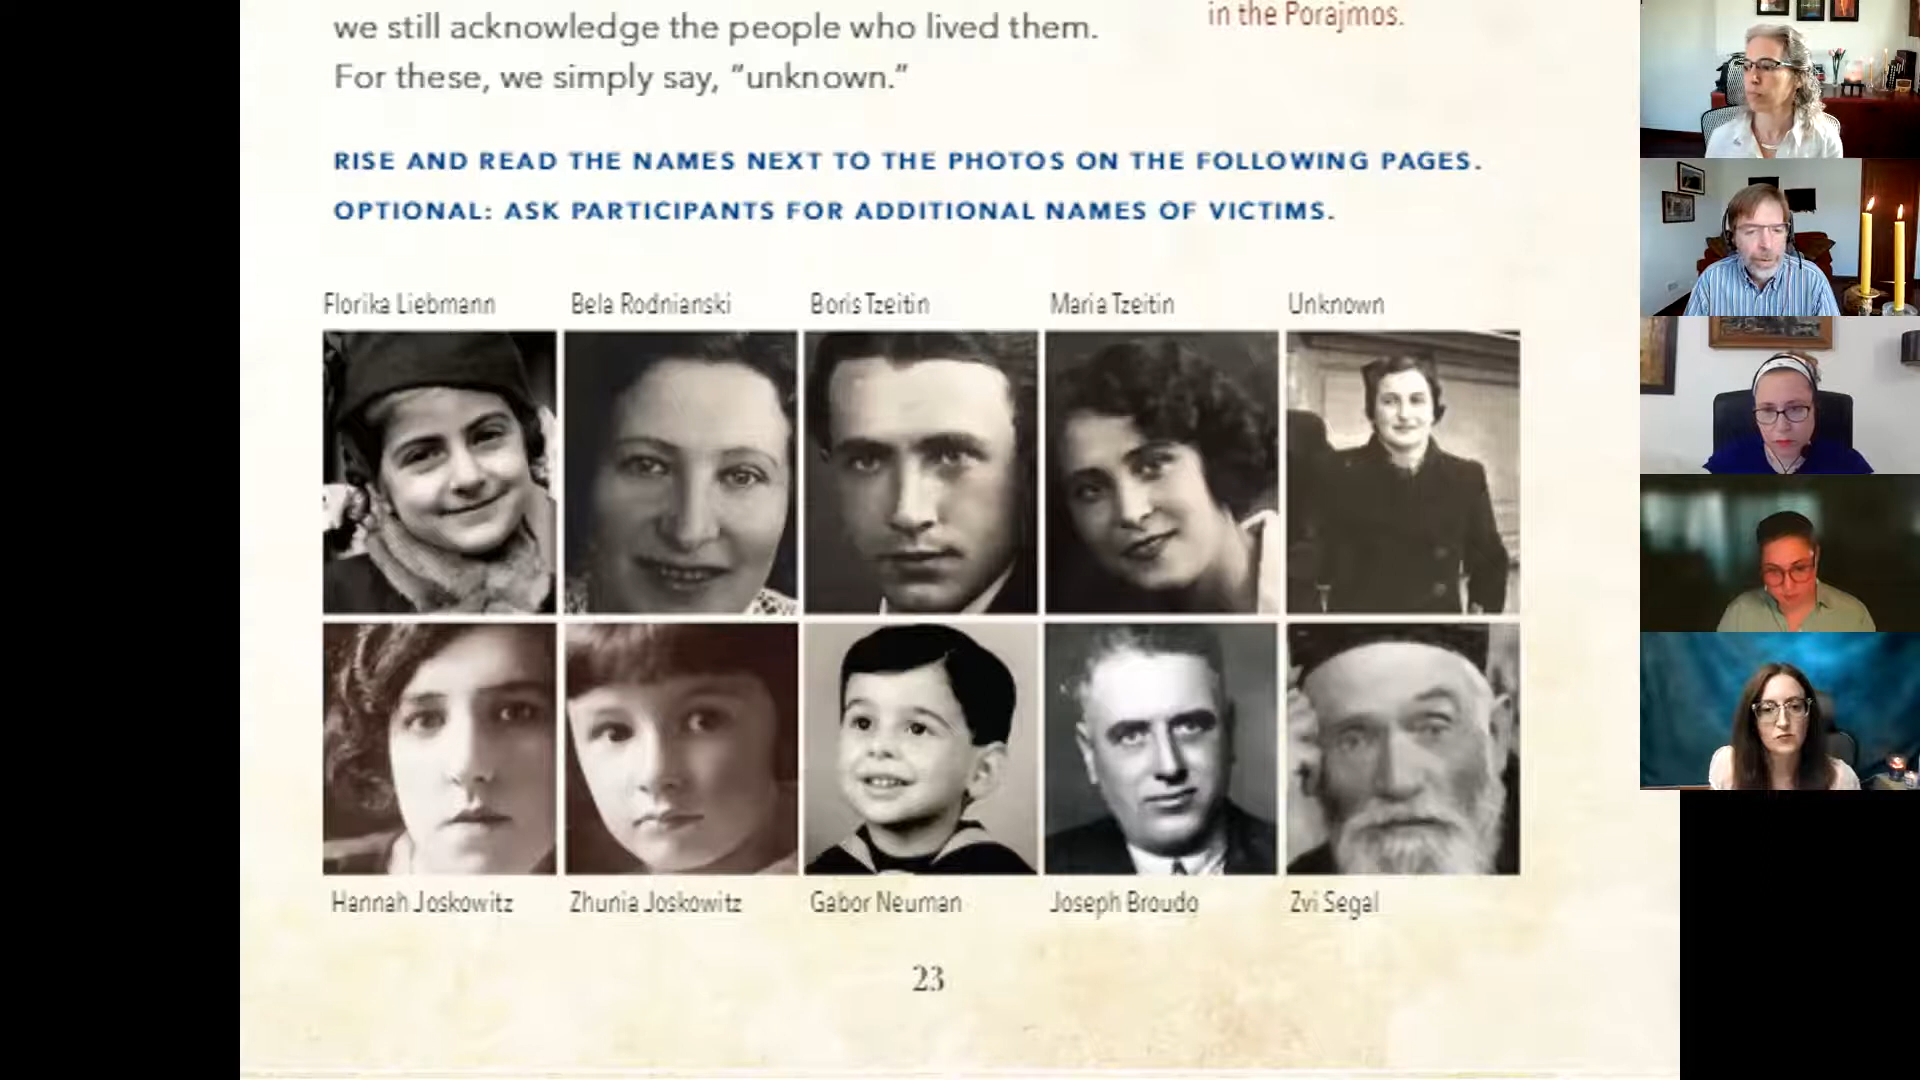 we still acknowledge the people who lived them.
For these, we simply say, “unknown.”
in the Porajmos.
RISE AND READ THE NAMES NEXT TO THE PHOTOS ON THE FOLLOWING PAGES.
OPTIONAL: ASK PARTICIPANTS FOR ADDITIONAL NAMES OF VICTIMS.
Florika Liebmann
Bela Rodnianski
Boris Tzeitin
Maria Tzeitin
Unknown
Hannah Joskowitz
Zhunia Joskowitz
Gabor Neuman
Joseph Broudo
Zvi Segal
23